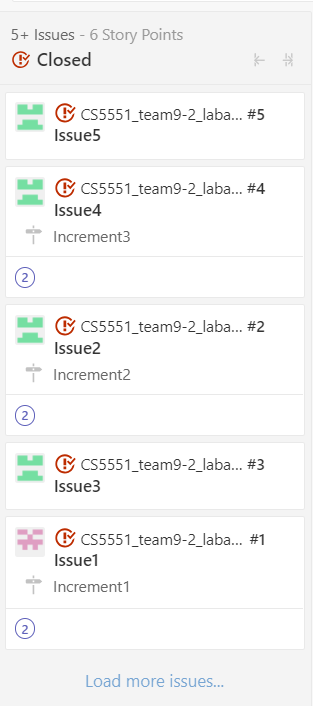 5+ Issues - 6 Story Points
Closed
CS5551_team9-2_laba... #5
Issue5
CS5551_team9-2_laba... #4
Issue4
Increment3
2
CS5551_team9-2_laba... #2
Issue2
Increment2
2
CS5551_team9-2_laba... #3
Issue3
CS5551_team9-2_laba... #1
Issue1
Increment1
2
Load more issues...